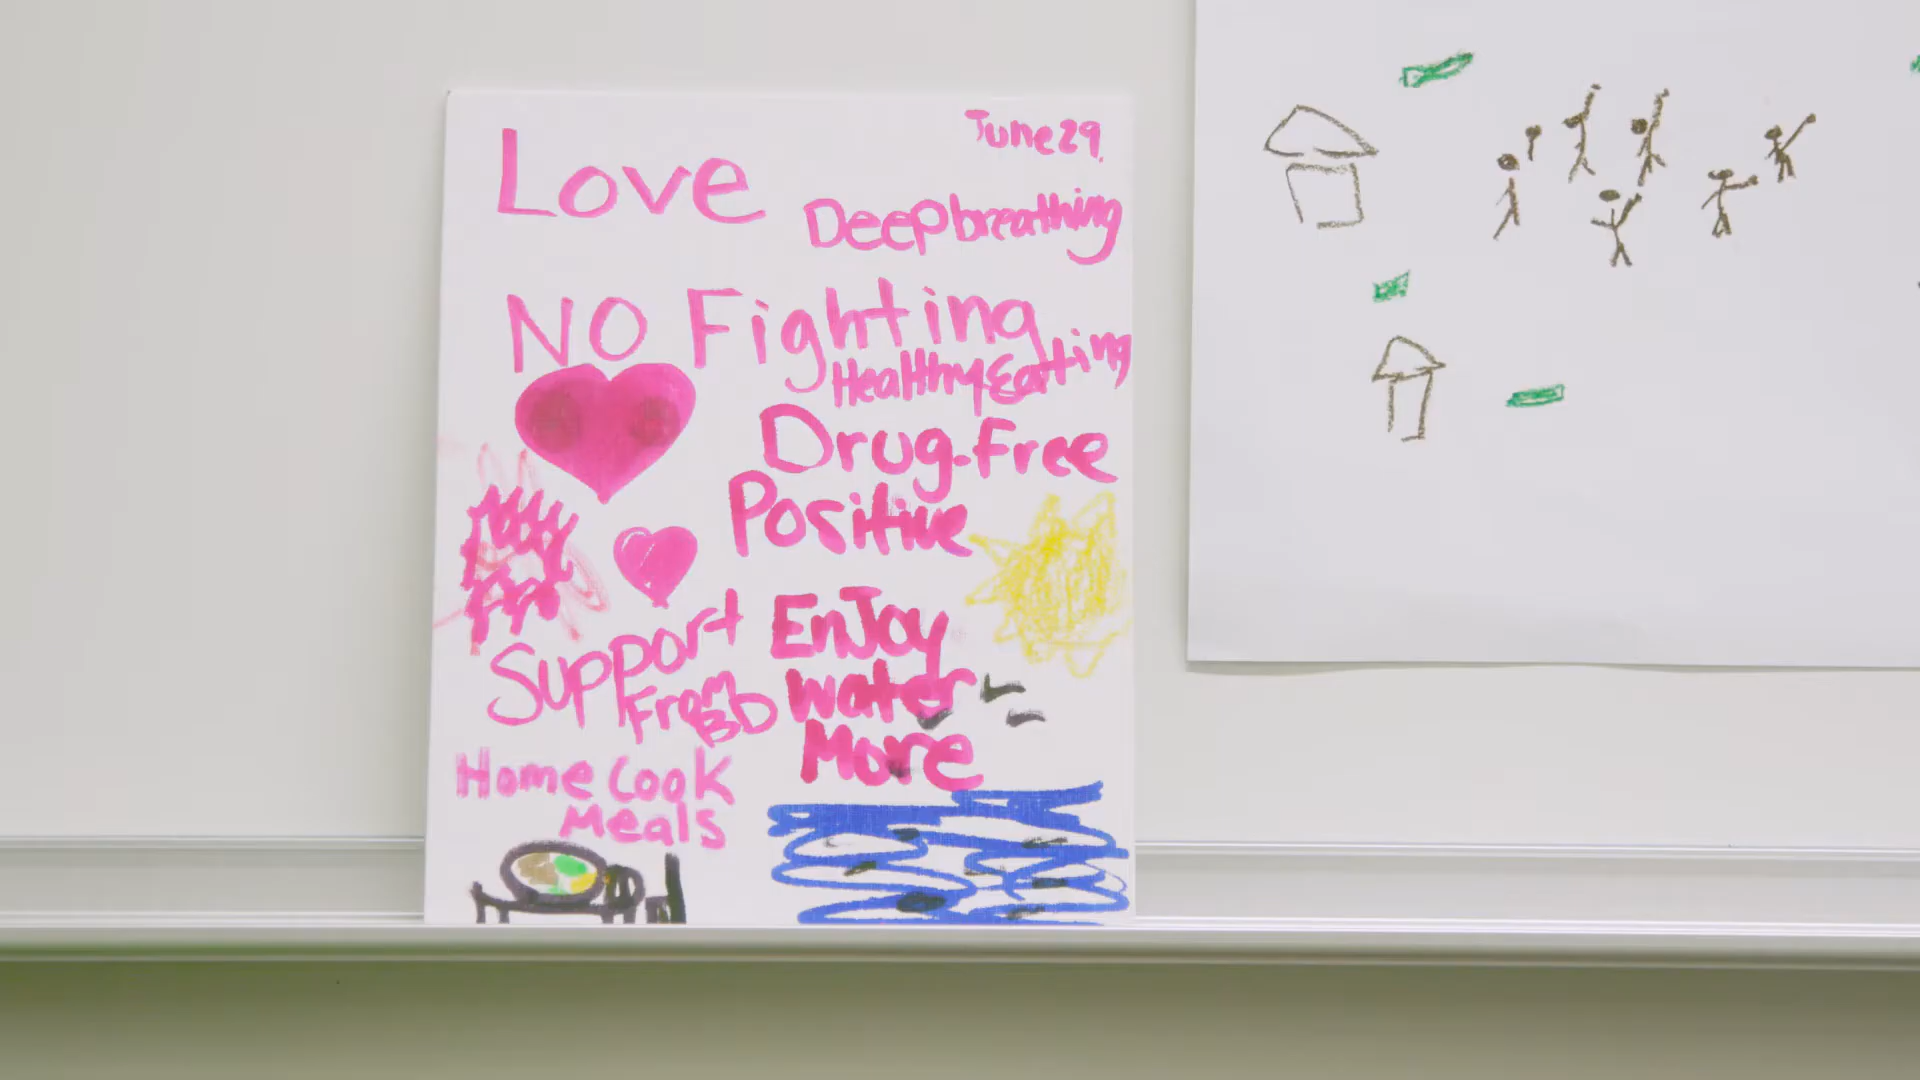 June 29.
Love
Deep breathing
No Fighting
Healthy Eating
Drug-Free
Positive
Support
From BD
Enjoy
Water
More
Home Cook
Meals